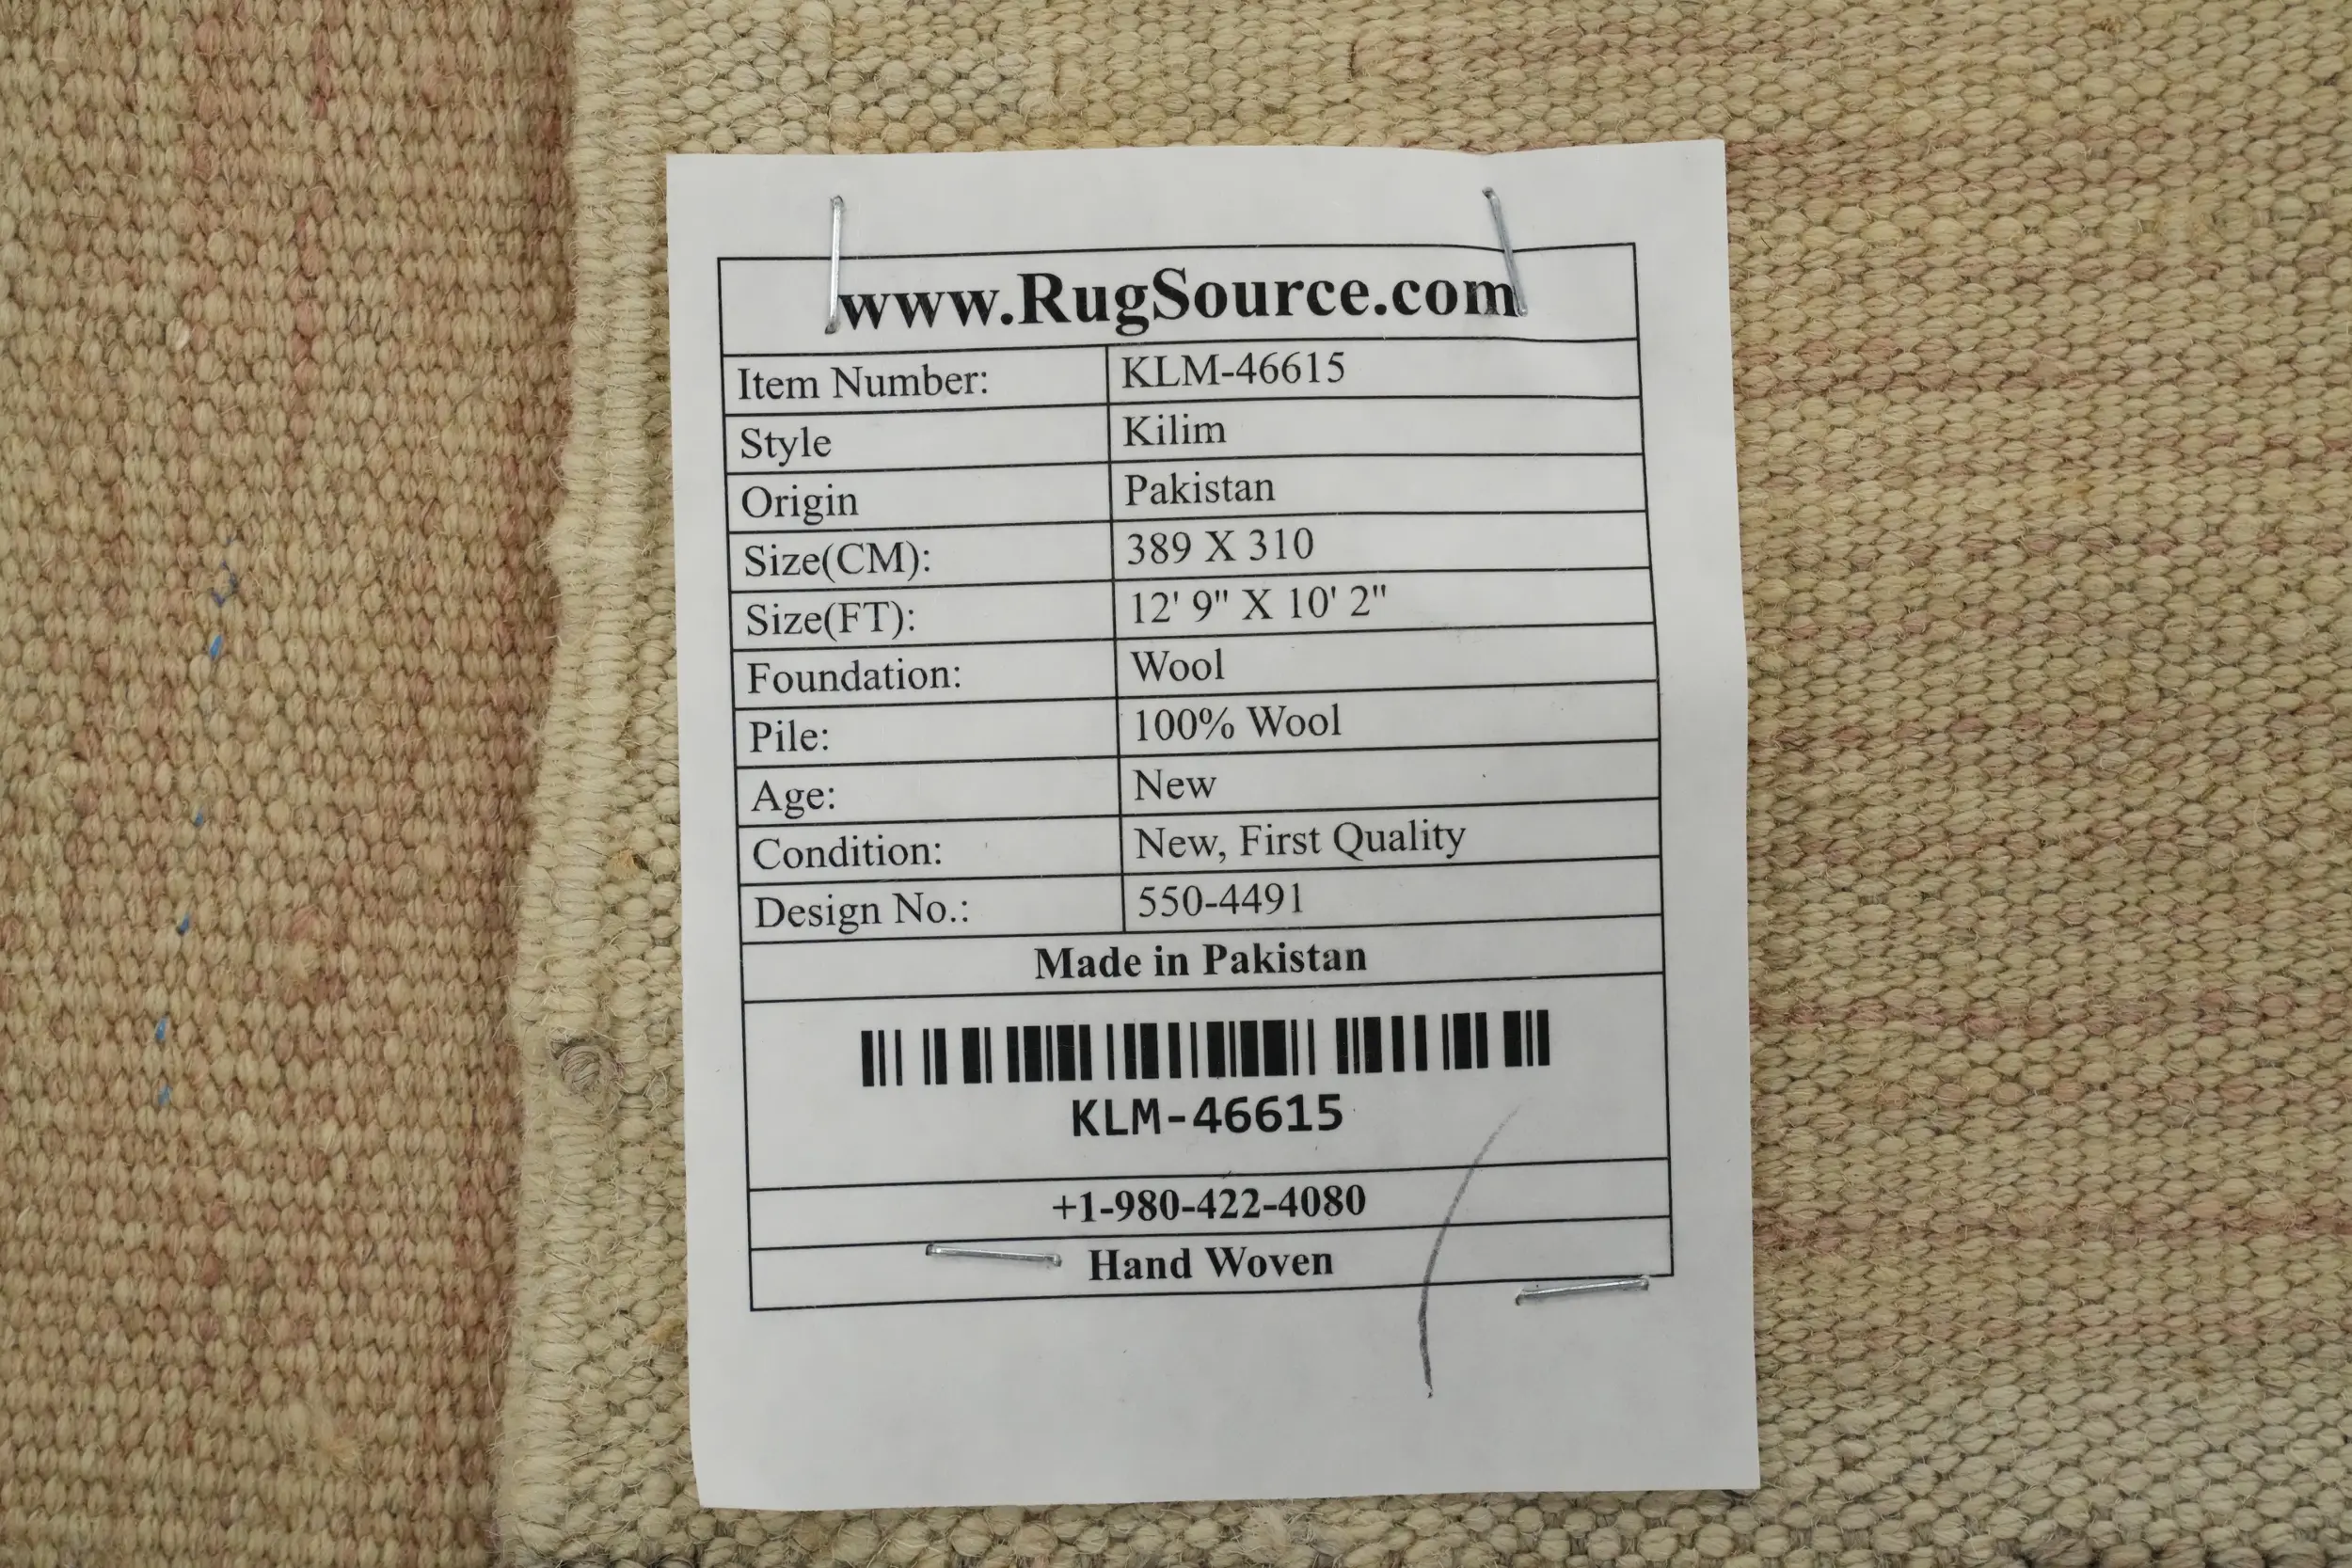 www.RugSource.com
Item Number: KLM-46615
Style Kilim
Origin Pakistan
Size(CM): 389 X 310
Size(FT): 12' 9" X 10' 2"
Foundation: Wool
Pile: 100% Wool
Age: New
Condition: New, First Quality
Design No.: 550-4491
Made in Pakistan
KLM-46615
+1-980-422-4080
Hand Woven